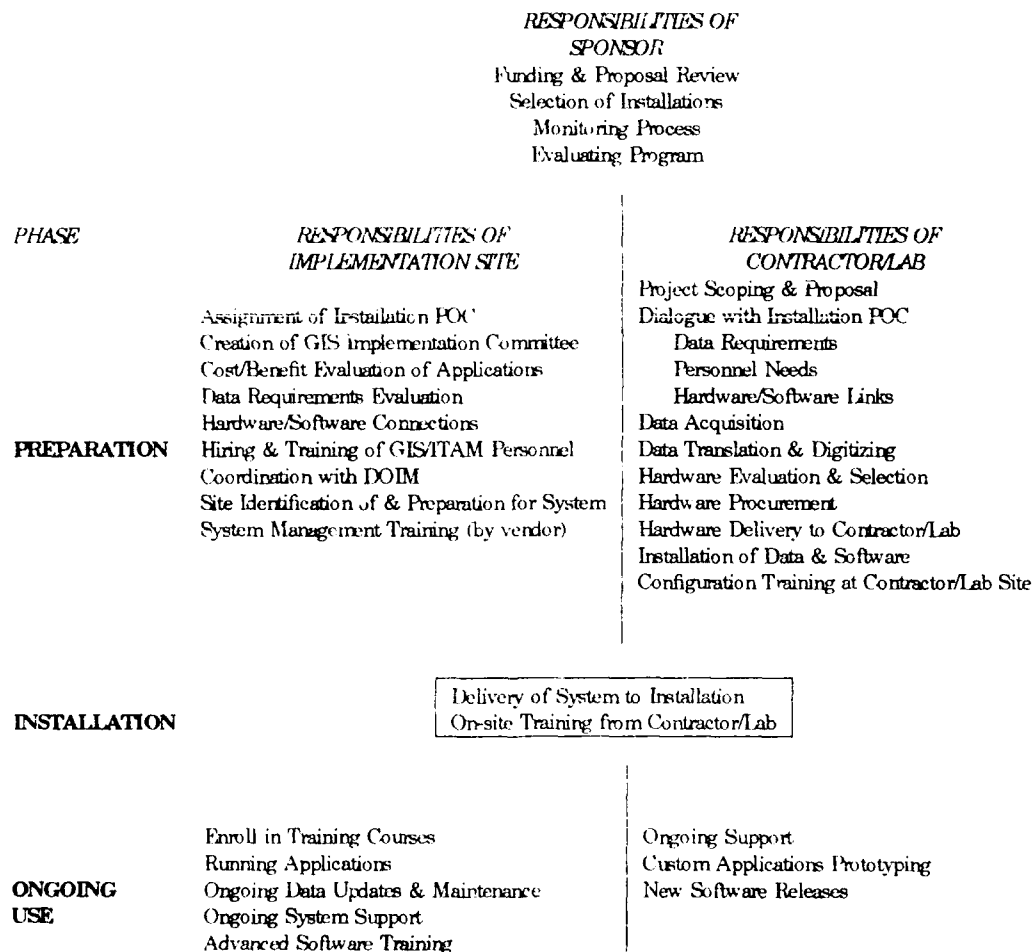 RESPONSIBILITIES OF
SPONSOR
Funding & Proposal Review
Selection of Installations
Monitoring Process
Evaluating Program
PHASE
RESPONSIBILITIES OF
IMPLEMENTATION SITE
Assignment of Installation POC
Creation of GIS implementation Committee
Cost/Benefit Evaluation of Applications
Data Requirements Evaluation
Hardware/Software Connections
PREPARATION
Hiring & Training of GIS/ITAM Personnel
Coordination with DOIM
Site Identification of & Preparation for System
System Management Training (by vendor)
RESPONSIBILITIES OF
CONTRACTOR/LAB
Project Scoping & Proposal
Dialogue with Installation POC
Data Requirements
Personnel Needs
Hardware/Software Links
Data Acquisition
Data Translation & Digitizing
Hardware Evaluation & Selection
Hardware Procurement
Hardware Delivery to Contractor/Lab
Installation of Data & Software
Configuration Training at Contractor/Lab Site
INSTALLATION
Delivery of System to Installation
On-site Training from Contractor/Lab
ONGOING
USE
Enroll in Training Courses
Running Applications
Ongoing Data Updates & Maintenance
Ongoing System Support
Advanced Software Training
Ongoing Support
Custom Applications Prototyping
New Software Releases